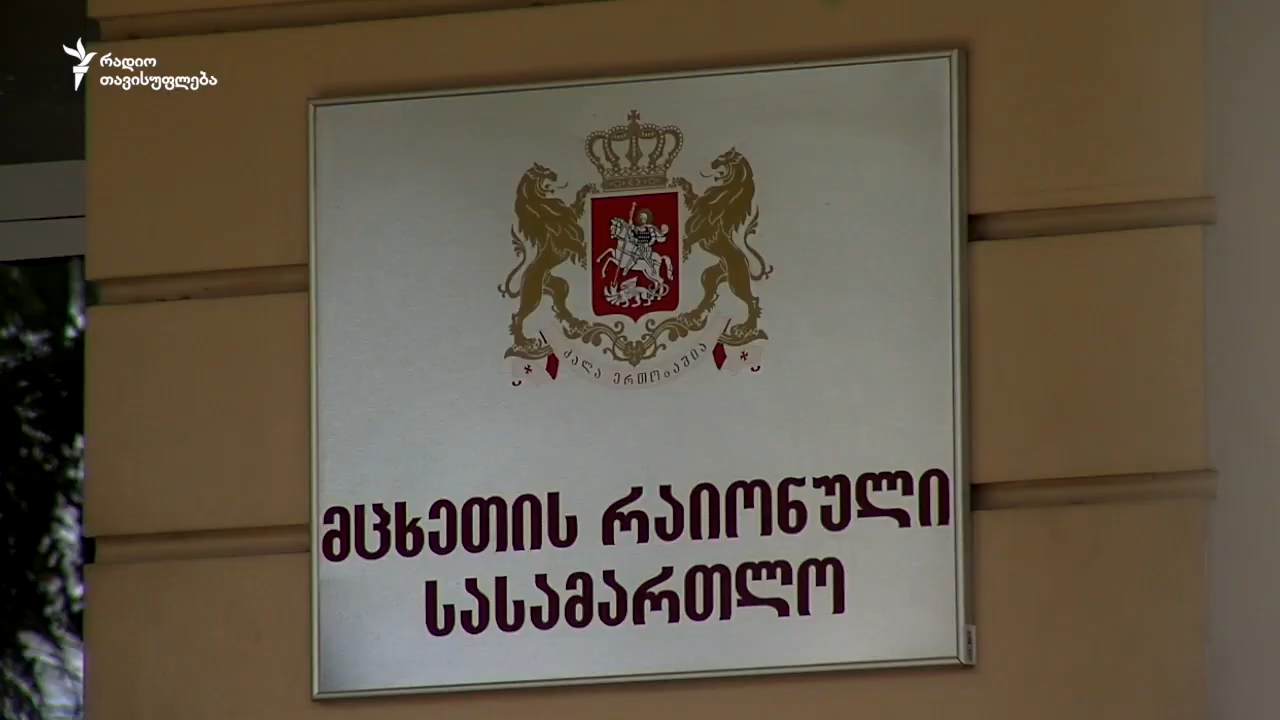 რადიო
თავისუფლება
ძალა ერთობაშია
მცხეთის რაიონული
სასამართლო